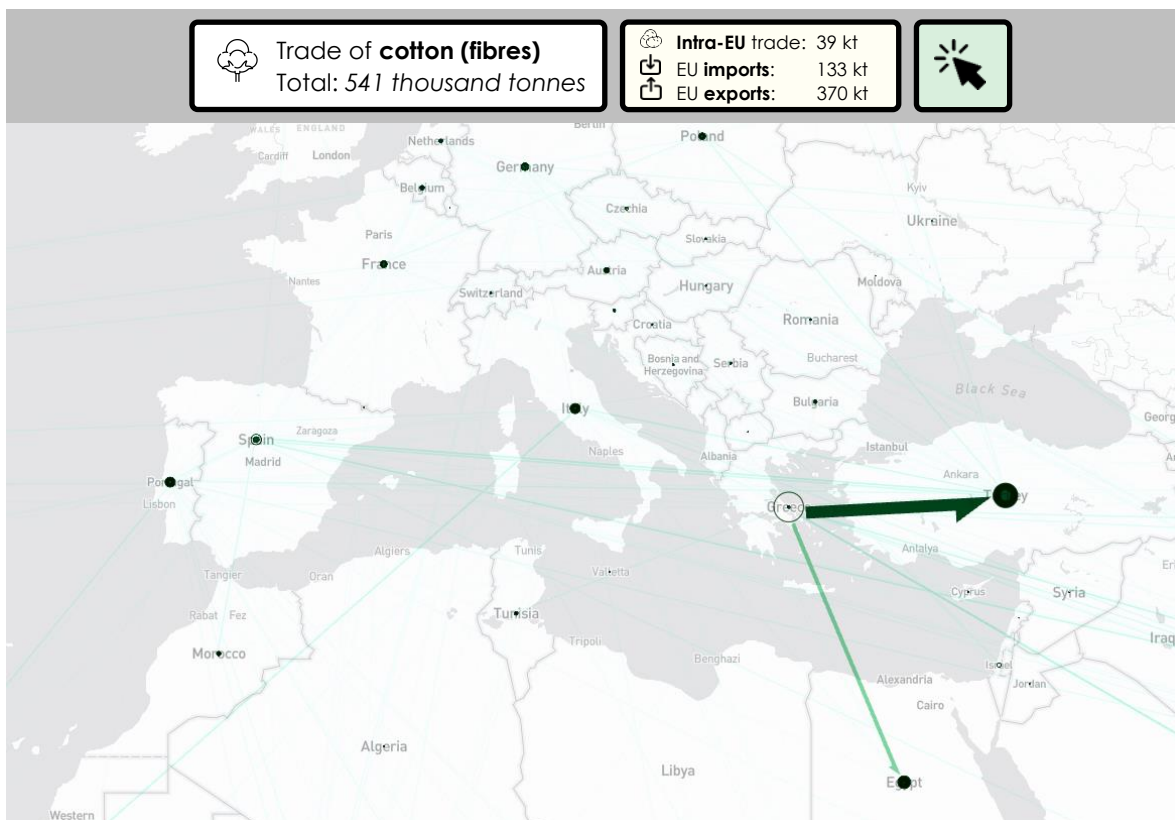 Trade of cotton (fibres)
Total: 541 thousand tonnes
Intra-EU trade: 39 kt
EU imports: 133 kt
EU exports: 370 kt
WALES ENGLAND
Berlin
Netherlands
Poland
Cardiff London
Germany
Belgium
Kyiv
Czechia
Ukraine
Paris
Slovakia
France
Austria
Nantes
Switzerland
Hungary
Moldova
Croatia
Romania
Bosnia and
Herzegovina
Serbia
Bucharest
Black Sea
Bulgaria
Italy
Georg
Zaragoza
Spain
Istanbul
Naples
Albania
Madrid
Ankara
Portugal
Turkey
Lisbon
Greece
Algiers
Tunis
Antalya
Tangier
Oran
Valletta
Cyprus
Syria
Rabat Fez
Tunisia
Iraq
Tripoli
Morocco
Benghazi
Israel
Alexandria
Jordan
Cairo
Algeria
Libya
Egypt
Western